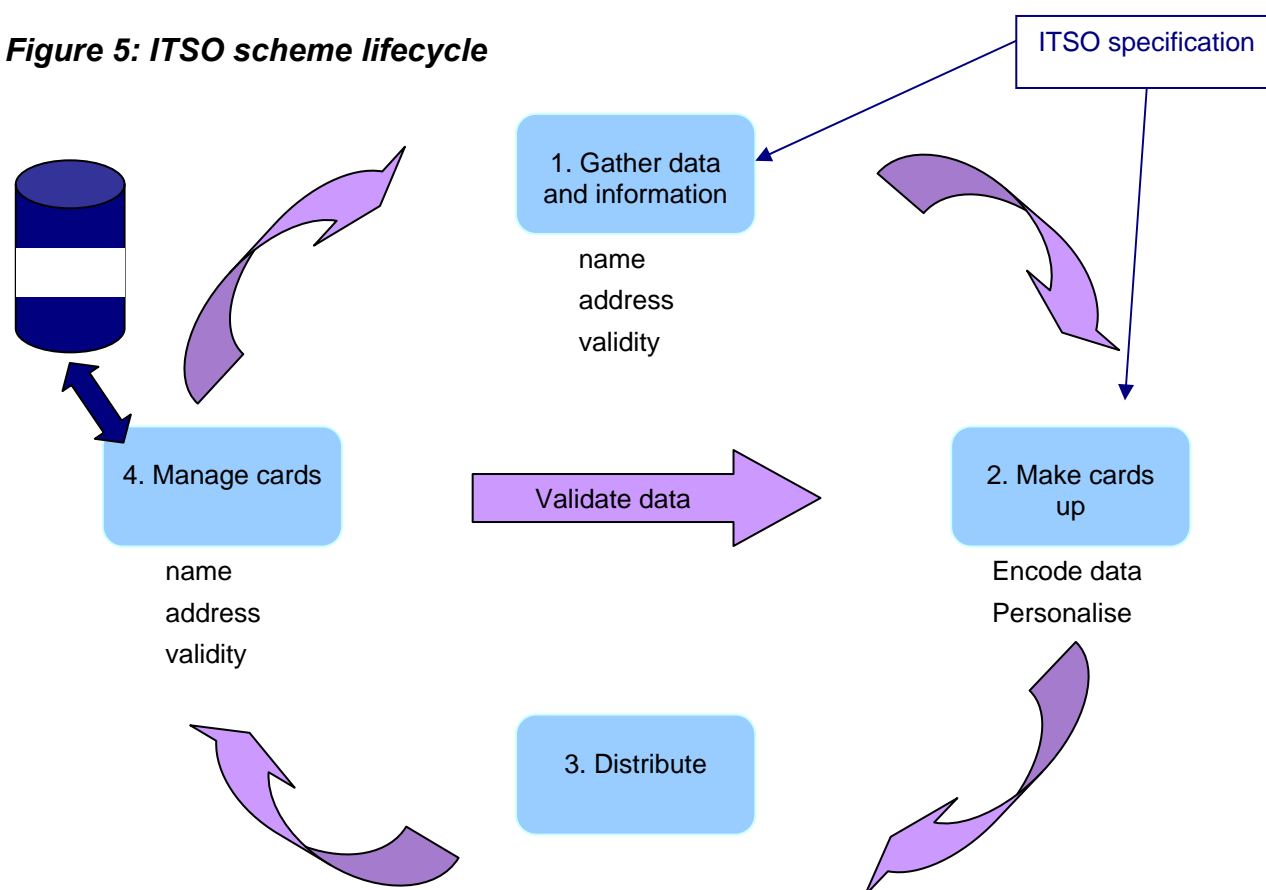 Figure 5: ITSO scheme lifecycle
ITSO specification
1. Gather data
and information
name
address
validity
4. Manage cards
Validate data
2. Make cards
up
name
address
validity
Encode data
Personalise
3. Distribute